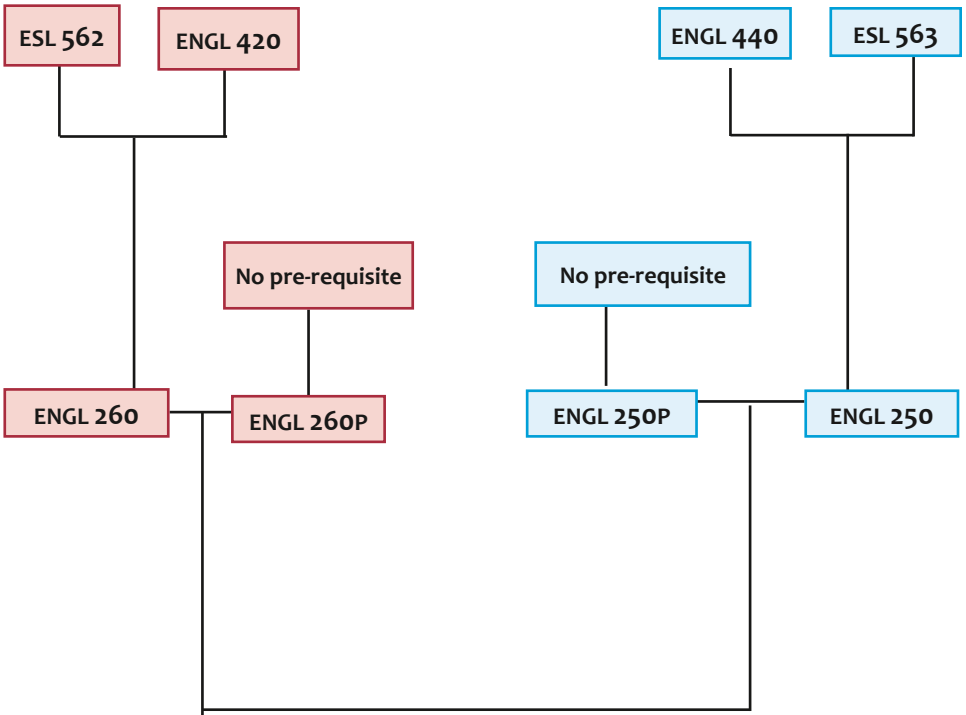 ESL 562
ENGL 420
ENGL 440
ESL 563
No pre-requisite
No pre-requisite
ENGL 260
ENGL 260P
ENGL 250P
ENGL 250